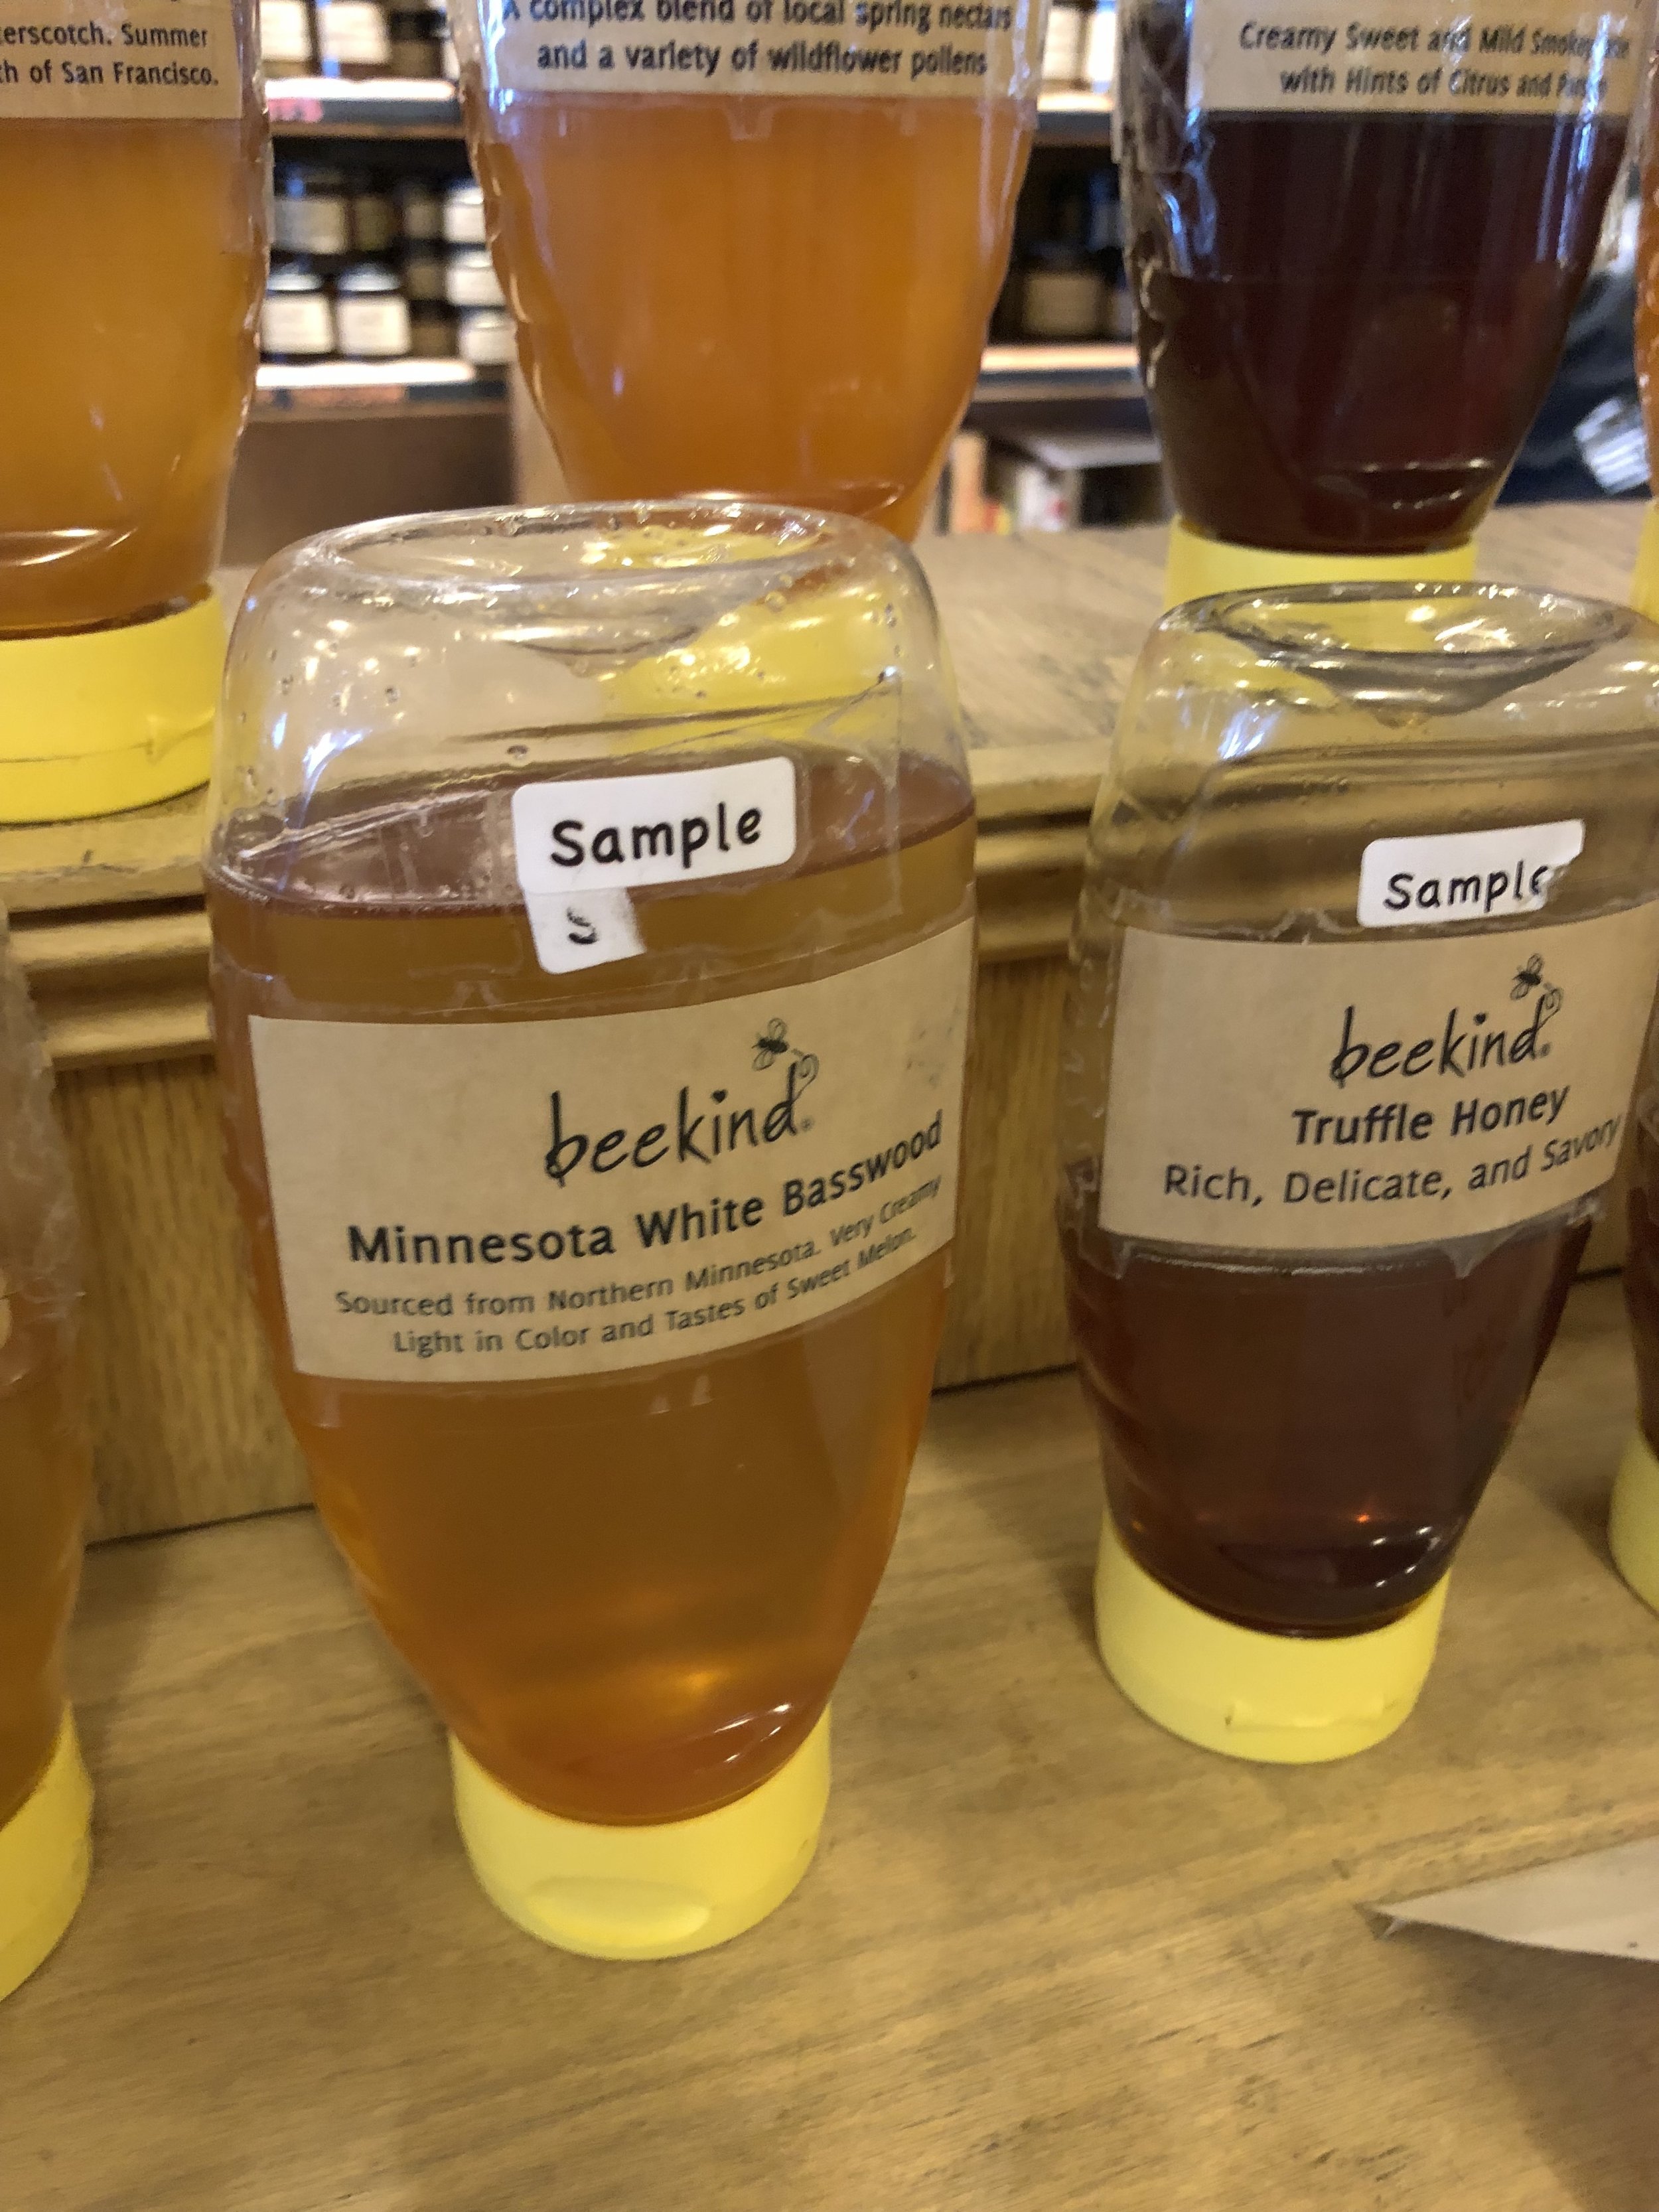 erscotch. Summer
th of San Francisco.
A complex blend of local spring nectars
and a variety of wildflower pollens
Creamy Sweet and Mild
with Hints of Citrus and
Sample
S
beekind®
Minnesota White Basswood
Sourced from Northern Minnesota. Very Creamy
Light in Color and Tastes of Sweet Melon.
Sample
beekind®
Truffle Honey
Rich, Delicate, and Savory